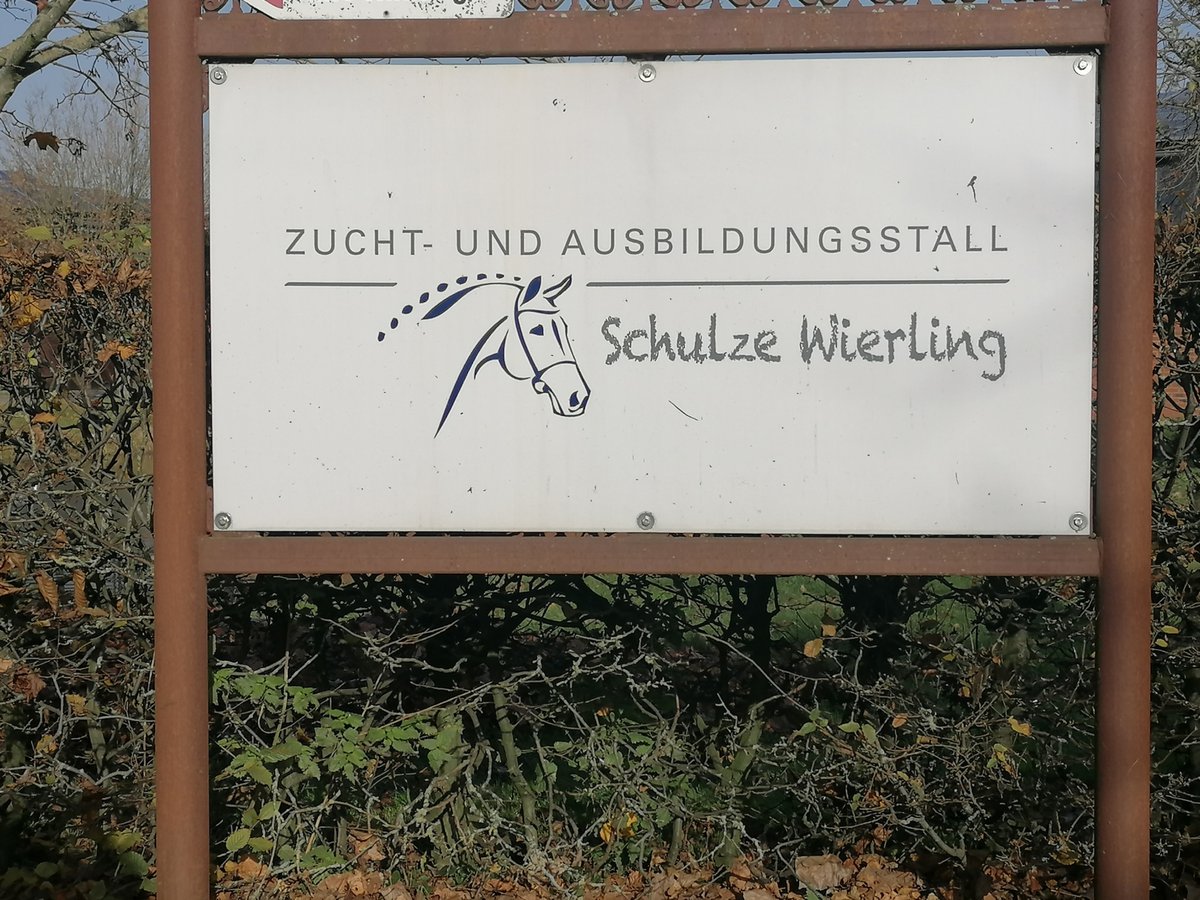 ZUCHT- UND AUSBILDUNGSSTALL
Schulze Wierling